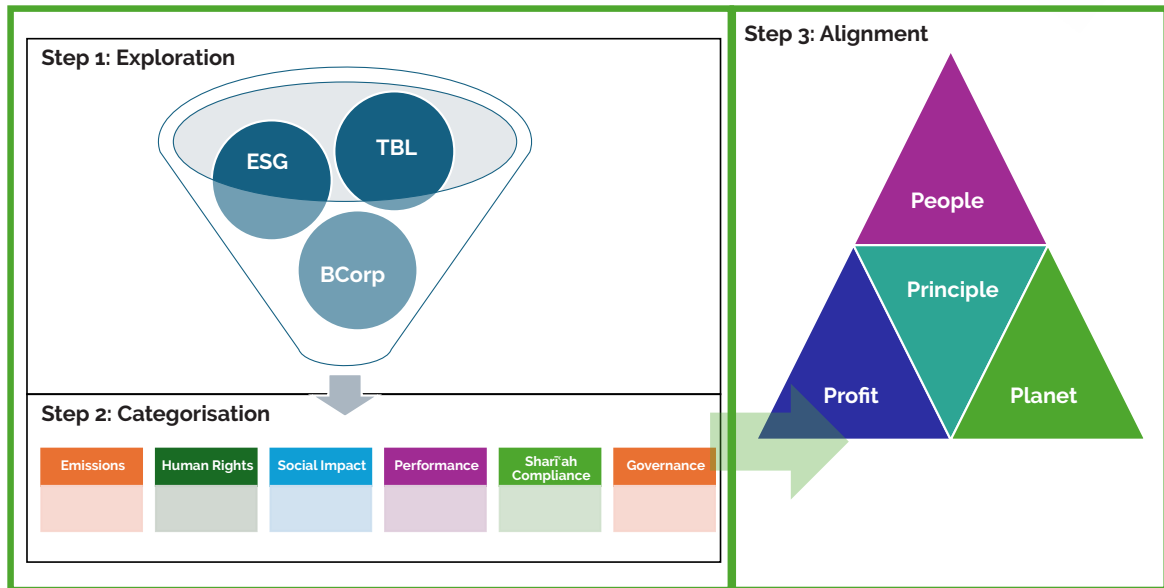 Step 1: Exploration
ESG
TBL
BCorp
Step 2: Categorisation
Emissions
Human Rights
Social Impact
Performance
Sharī'ah
Compliance
Governance
Step 3: Alignment
People
Principle
Profit
Planet